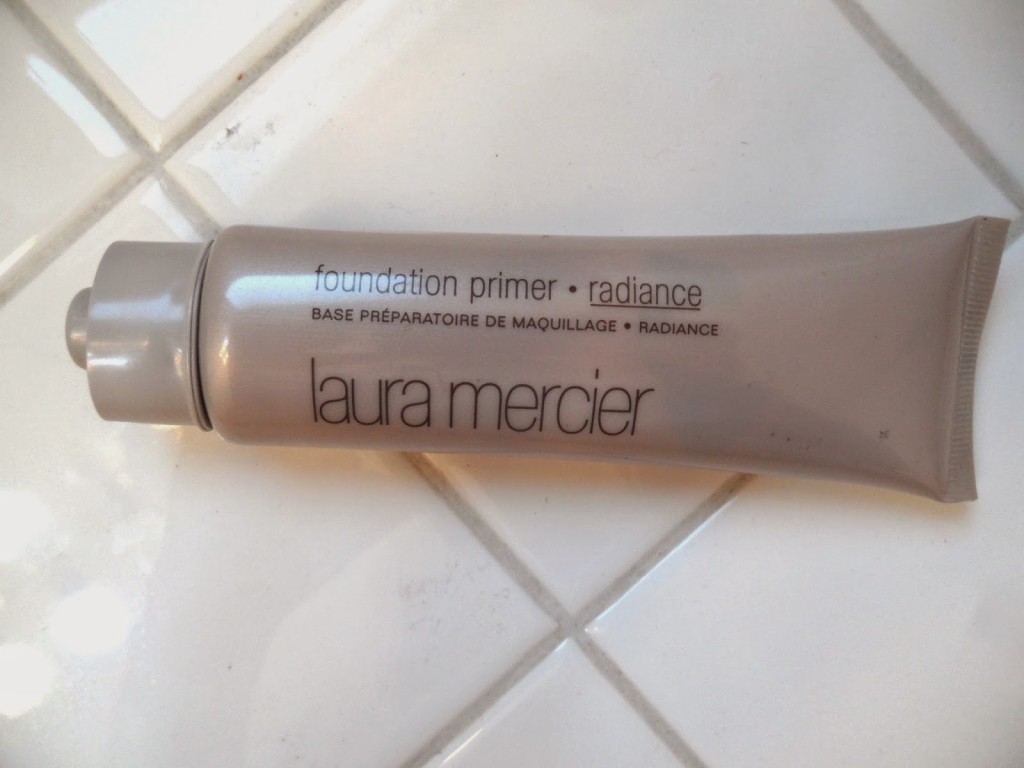 foundation primer • radiance
BASE PRÉPARATOIRE DE MAQUILLAGE • RADIANCE
laura mercier